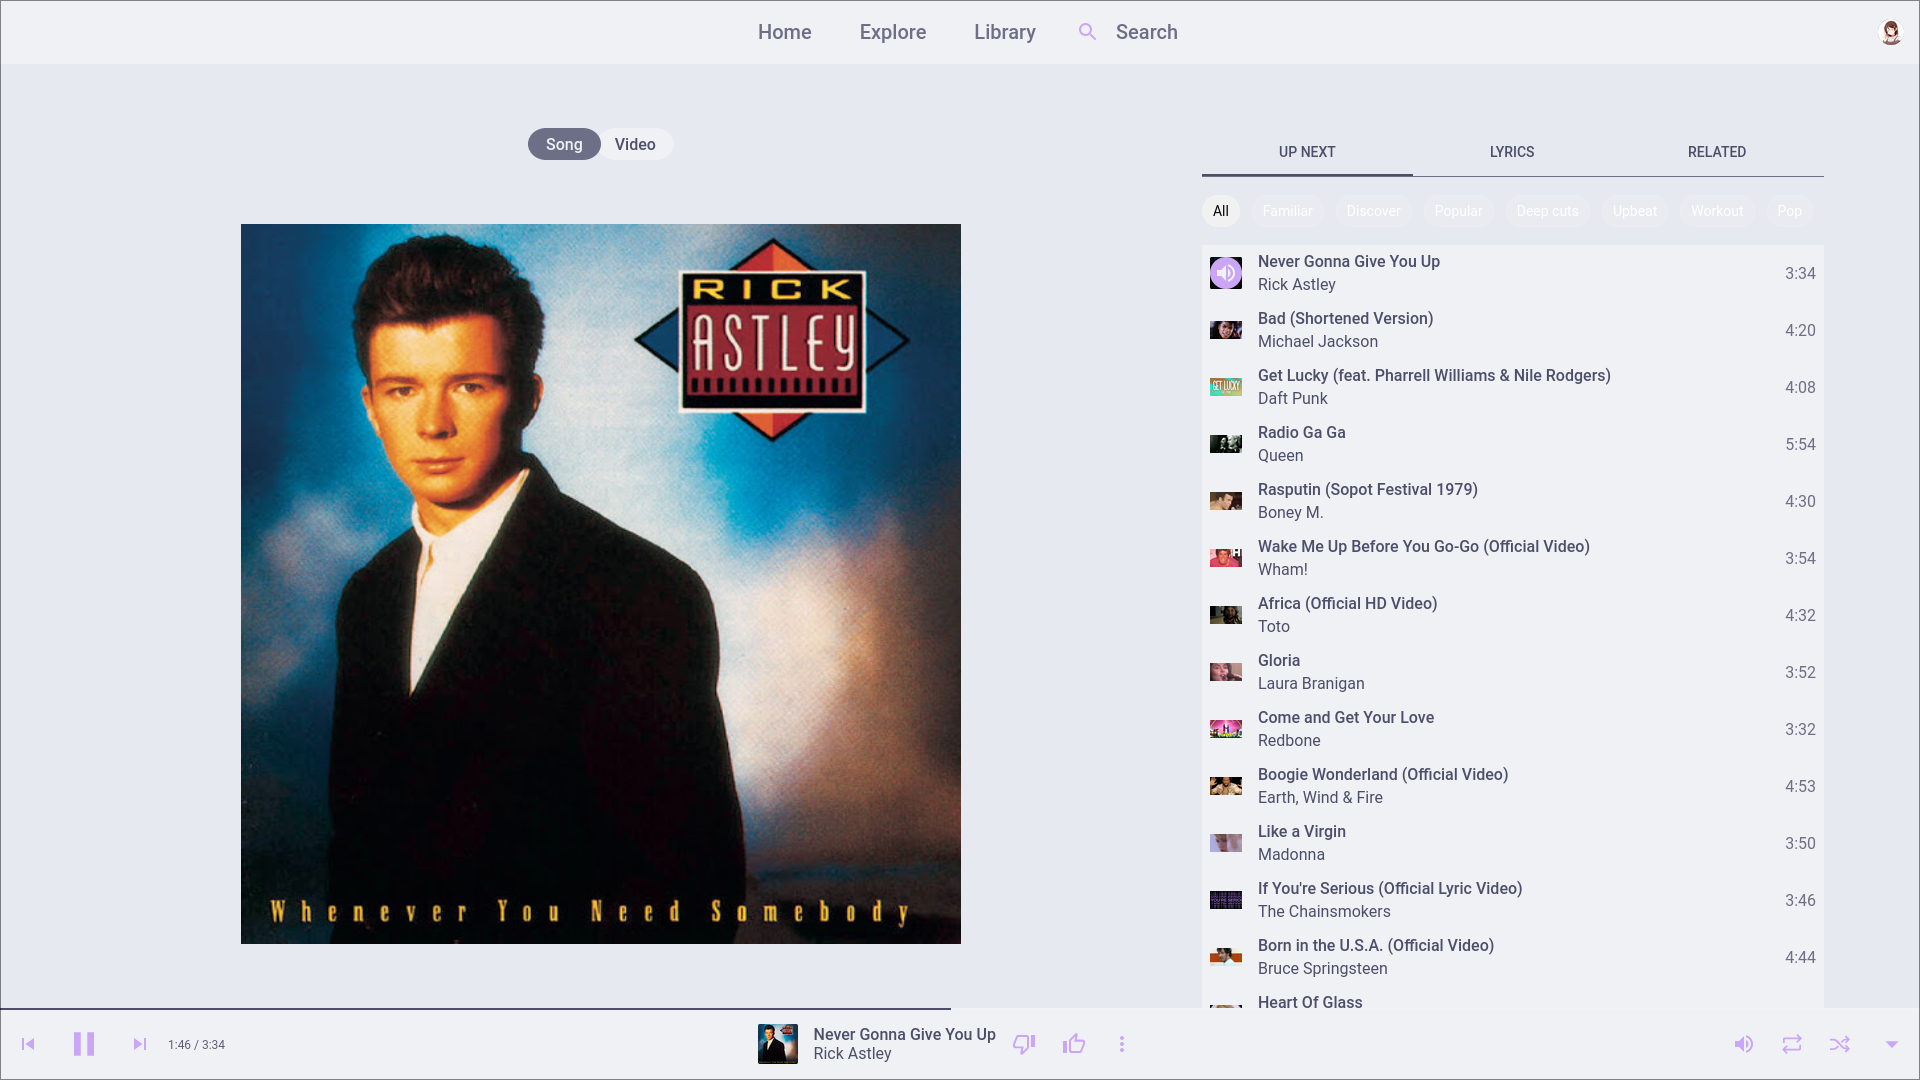 Home
Explore
Library
Search
Song
Video
RICK
ASTLEY
Whenever You Need Somebody
UP NEXT
LYRICS
RELATED
All
Familiar
Discover
Popular
Deep cuts
Upbeat
Workout
Pop
Never Gonna Give You Up
Rick Astley
3:34
Bad (Shortened Version)
Michael Jackson
4:20
GET LUCKY
Get Lucky (feat. Pharrell Williams & Nile Rodgers)
Daft Punk
4:08
Radio Ga Ga
Queen
5:54
Rasputin (Sopot Festival 1979)
Boney M.
4:30
Wake Me Up Before You Go-Go (Official Video)
Wham!
3:54
Africa (Official HD Video)
Toto
4:32
Gloria
Laura Branigan
3:52
Come and Get Your Love
Redbone
3:32
Boogie Wonderland (Official Video)
Earth, Wind & Fire
4:53
Like a Virgin
Madonna
3:50
If You're Serious (Official Lyric Video)
The Chainsmokers
3:46
Born in the U.S.A. (Official Video)
Bruce Springsteen
4:44
Heart Of Glass
1:46 / 3:34
Never Gonna Give You Up
Rick Astley